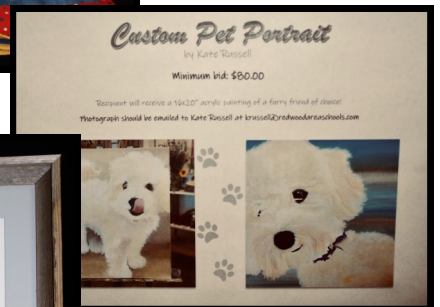 Custom Pet Portrait
by Kate Russell
Minimum bid: $80.00
Recipient will receive a 16x20" acrylic painting of a furry friend of choice!
Photograph should be emailed to Kate Russell at krussell@redwoodareaschools.com